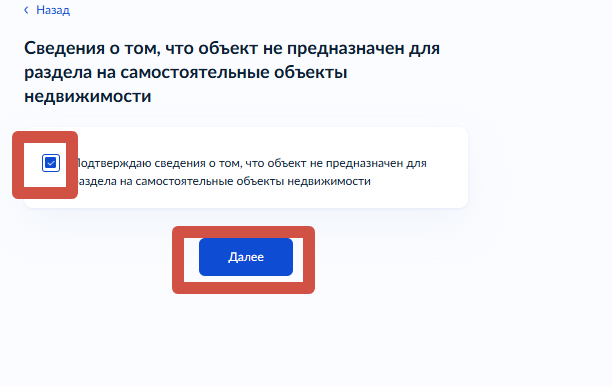 Назад
Сведения о том, что объект не предназначен для
раздела на самостоятельные объекты
недвижимости
Подтверждаю сведения о том, что объект не предназначен для
раздела на самостоятельные объекты недвижимости
Далее